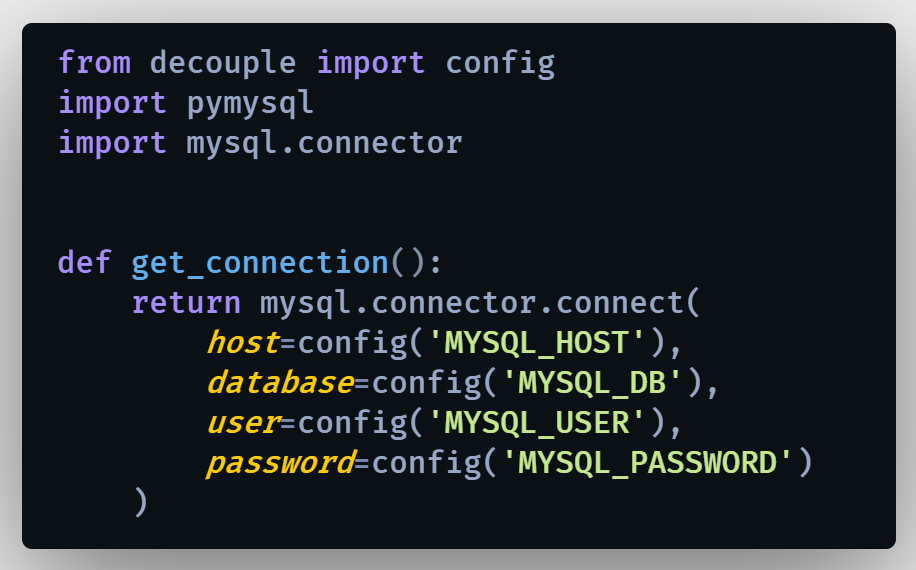 from decouple import config
import pymysql
import mysql.connector
def get_connection():
    return mysql.connector.connect(
        host=config('MYSQL_HOST'),
        database=config('MYSQL_DB'),
        user=config('MYSQL_USER'),
        password=config('MYSQL_PASSWORD')
    )